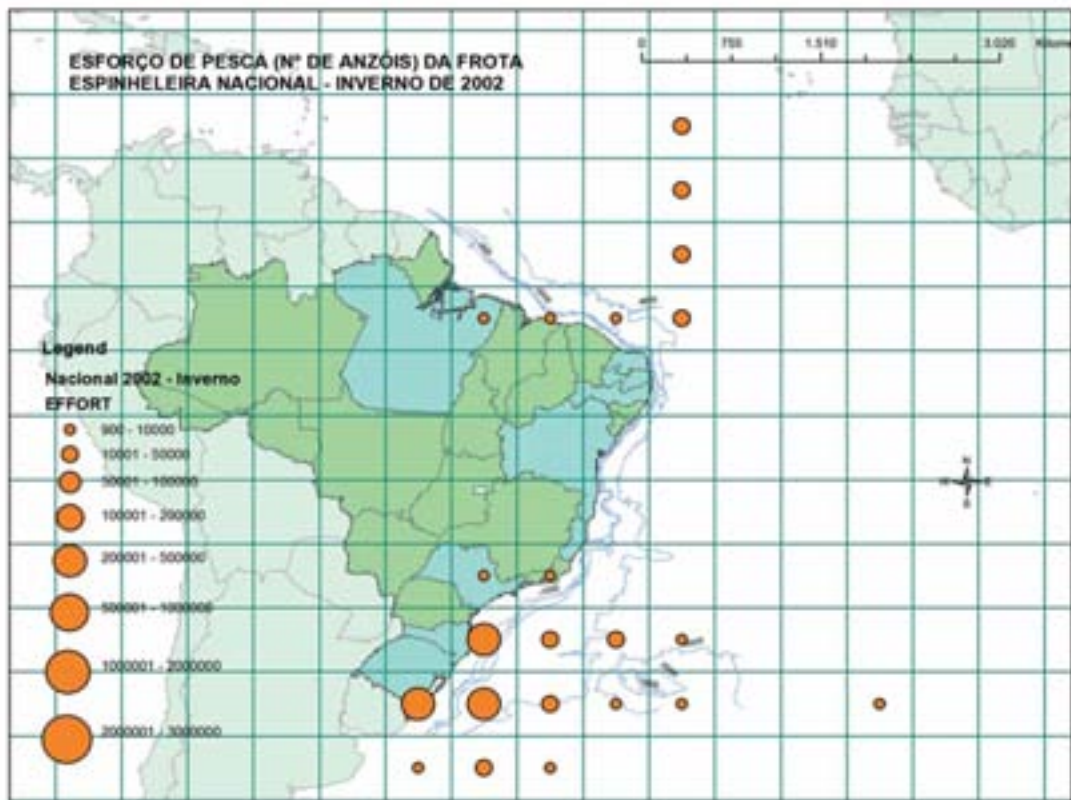 ESFORÇO DE PESCA (Nº DE ANZÓIS) DA FROTA
ESPINHELEIRA NACIONAL - INVERNO DE 2002
0 755 1.510 3.020
Legend
Nacional 2002 - Inverno
EFFORT
900 - 10000
10001 - 50000
50001 - 100000
100001 - 200000
200001 - 500000
500001 - 1000000
1000001 - 2000000
2000001 - 3000000
N
W E
S